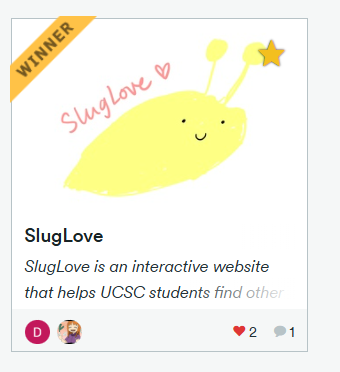 WINNER
SlugLove
SlugLove
SlugLove is an interactive website
that helps UCSC students find other
D
2
1